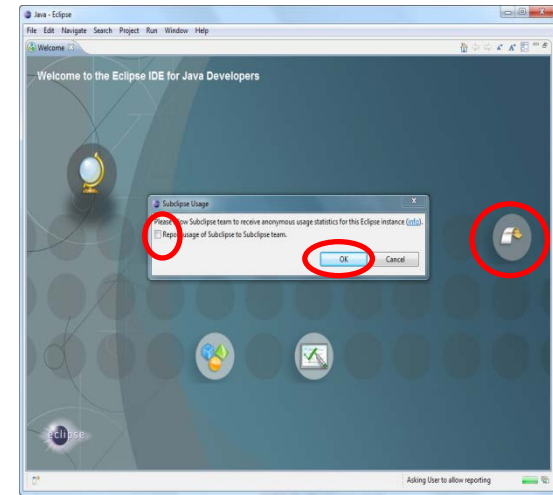 Java - Eclipse
File Edit Navigate Search Project Run Window Help
Welcome
Welcome to the Eclipse IDE for Java Developers
Subclipse Usage
Please allow Subclipse team to receive anonymous usage statistics for this Eclipse instance (info).
Report usage of Subclipse to Subclipse team.
OK Cancel
eclipse
Asking User to allow reporting